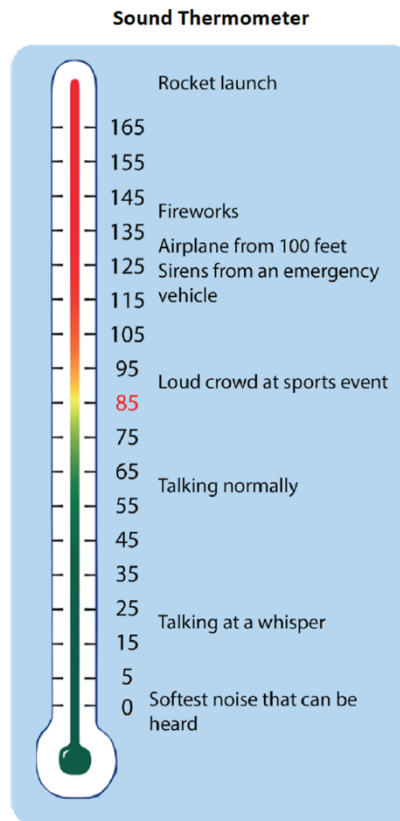 Sound Thermometer
Rocket launch
165
155
145
Fireworks
135
Airplane from 100 feet
125
Sirens from an emergency
vehicle
115
105
95
Loud crowd at sports event
85
75
65
Talking normally
55
45
35
25
Talking at a whisper
15
5
0
Softest noise that can be
heard